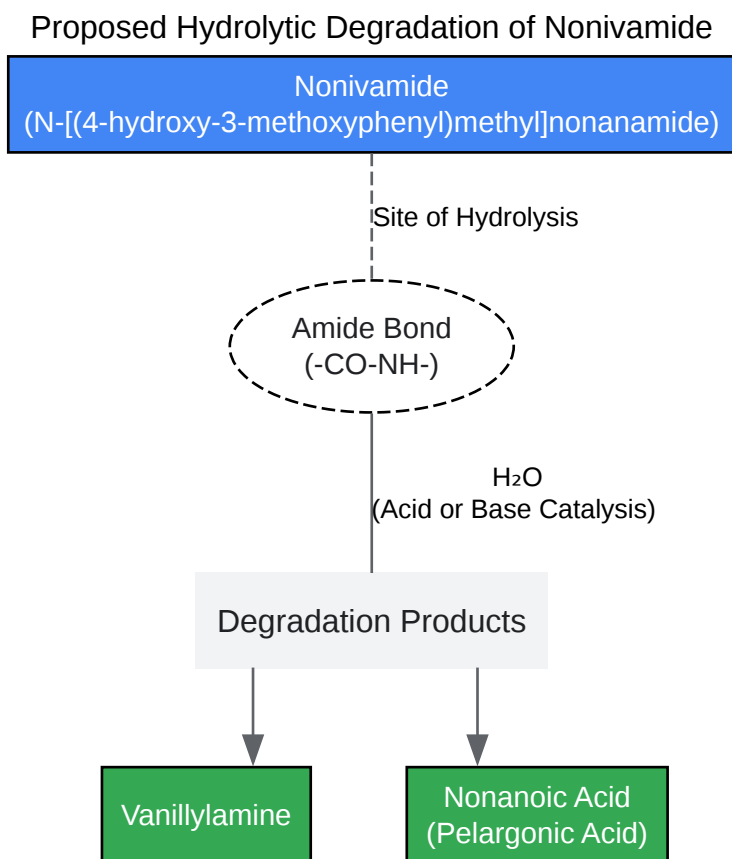 Proposed Hydrolytic Degradation of Nonivamide
Nonivamide
(N-[(4-hydroxy-3-methoxyphenyl)methyl]nonanamide)
Site of Hydrolysis
Amide Bond
(-CO-NH-)
H₂O
(Acid or Base Catalysis)
Degradation Products
Vanillylamine
Nonanoic Acid
(Pelargonic Acid)